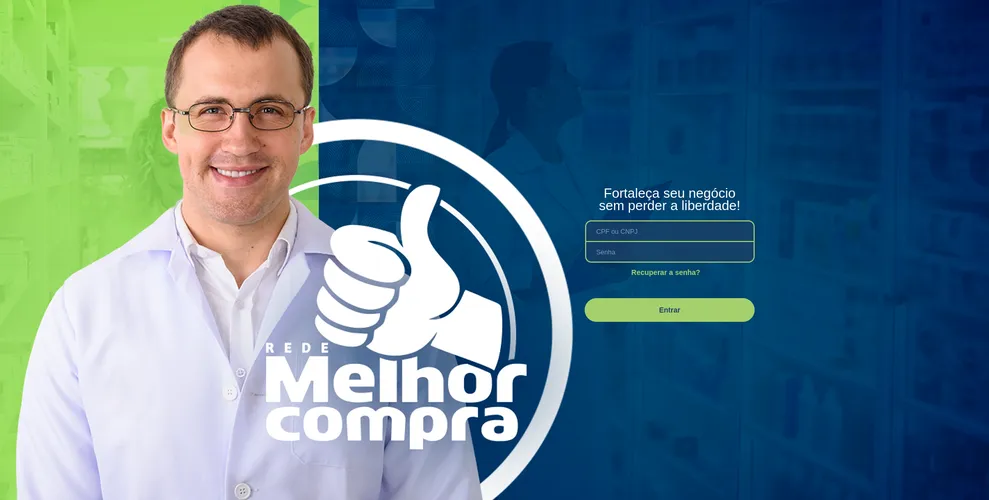 REDE
Melhor
compra
Fortaleça seu negócio
sem perder a liberdade!
CPF ou CNPJ
Senha
Recuperar a senha?
Entrar